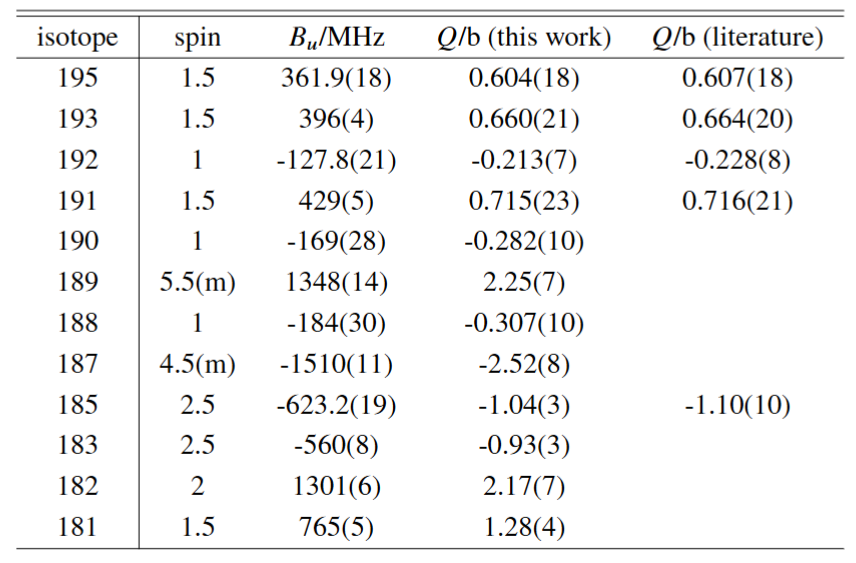 isotope spin B_u/MHz Q/b (this work) Q/b (literature)
195 1.5 361.9(18) 0.604(18) 0.607(18)
193 1.5 396(4) 0.660(21) 0.664(20)
192 1 -127.8(21) -0.213(7) -0.228(8)
191 1.5 429(5) 0.715(23) 0.716(21)
190 1 -169(28) -0.282(10)
189 5.5(m) 1348(14) 2.25(7)
188 1 -184(30) -0.307(10)
187 4.5(m) -1510(11) -2.52(8)
185 2.5 -623.2(19) -1.04(3) -1.10(10)
183 2.5 -560(8) -0.93(3)
182 2 1301(6) 2.17(7)
181 1.5 765(5) 1.28(4)